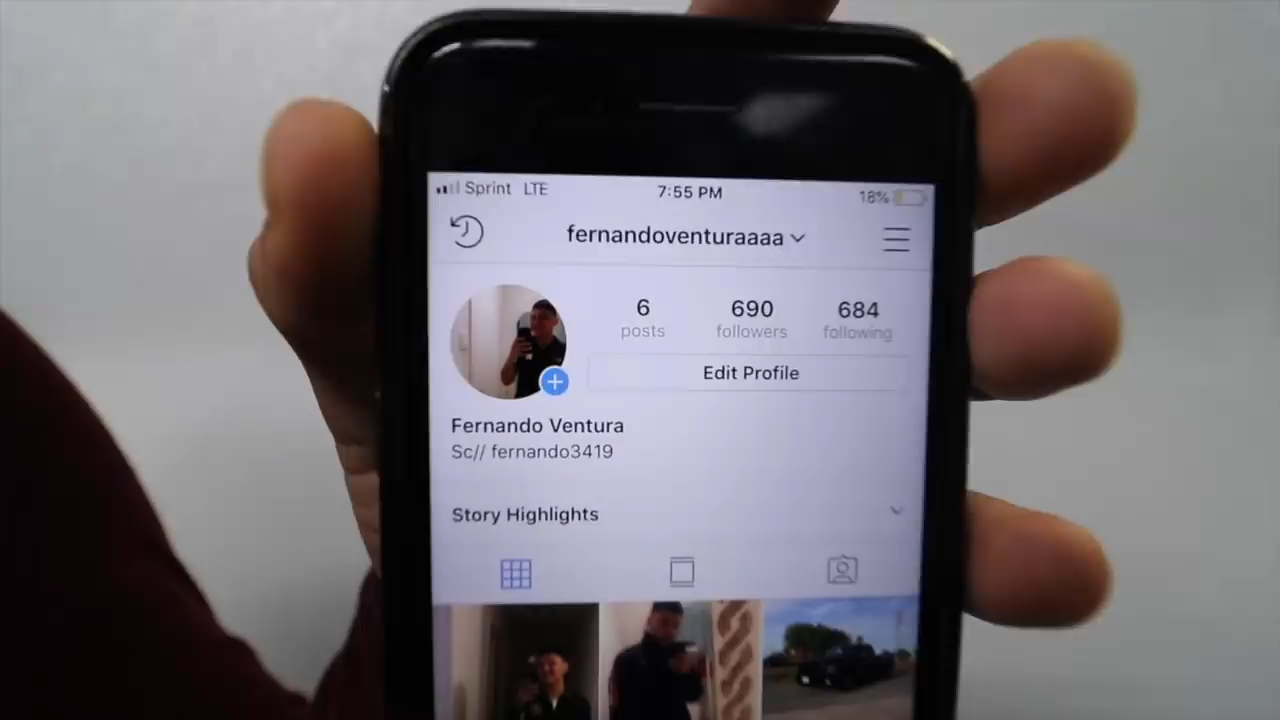 Sprint LTE 7:55 PM 18%
fernandoventuraaaa
6 690 684
posts followers following
Edit Profile
Fernando Ventura
Sc// fernando3419
Story Highlights